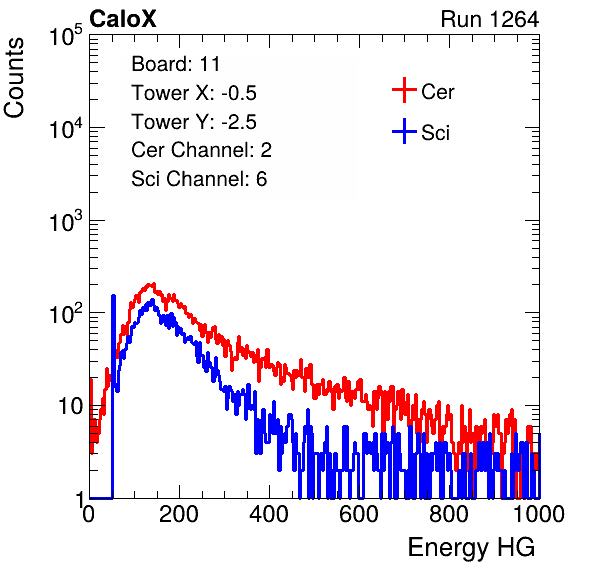 CaloX Run 1264
Counts
Board: 11
Tower X: -0.5
Tower Y: -2.5
Cer Channel: 2
Sci Channel: 6
Cer
Sci
10^5
10^4
10^3
10^2
10
1
0 200 400 600 800 1000
Energy HG